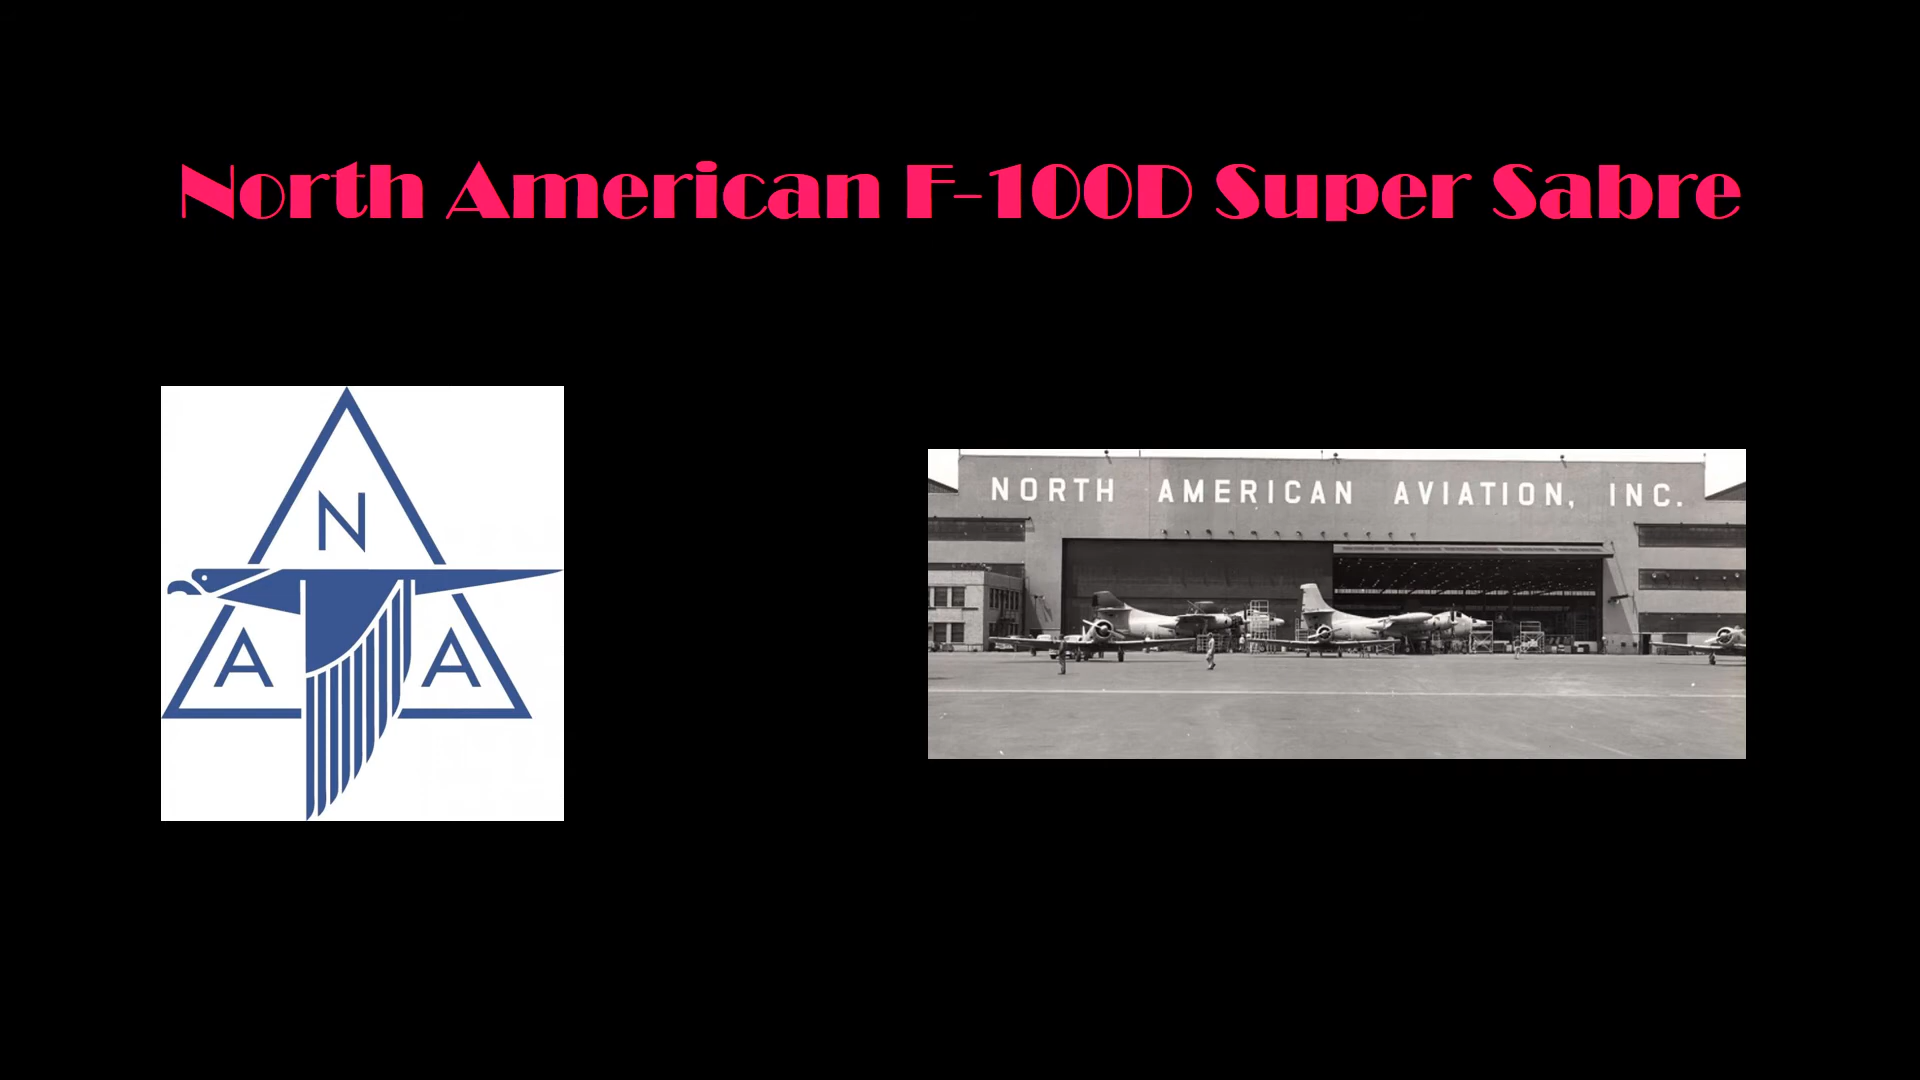 North American F-100D Super Sabre
N
A A
NORTH AMERICAN AVIATION, INC.